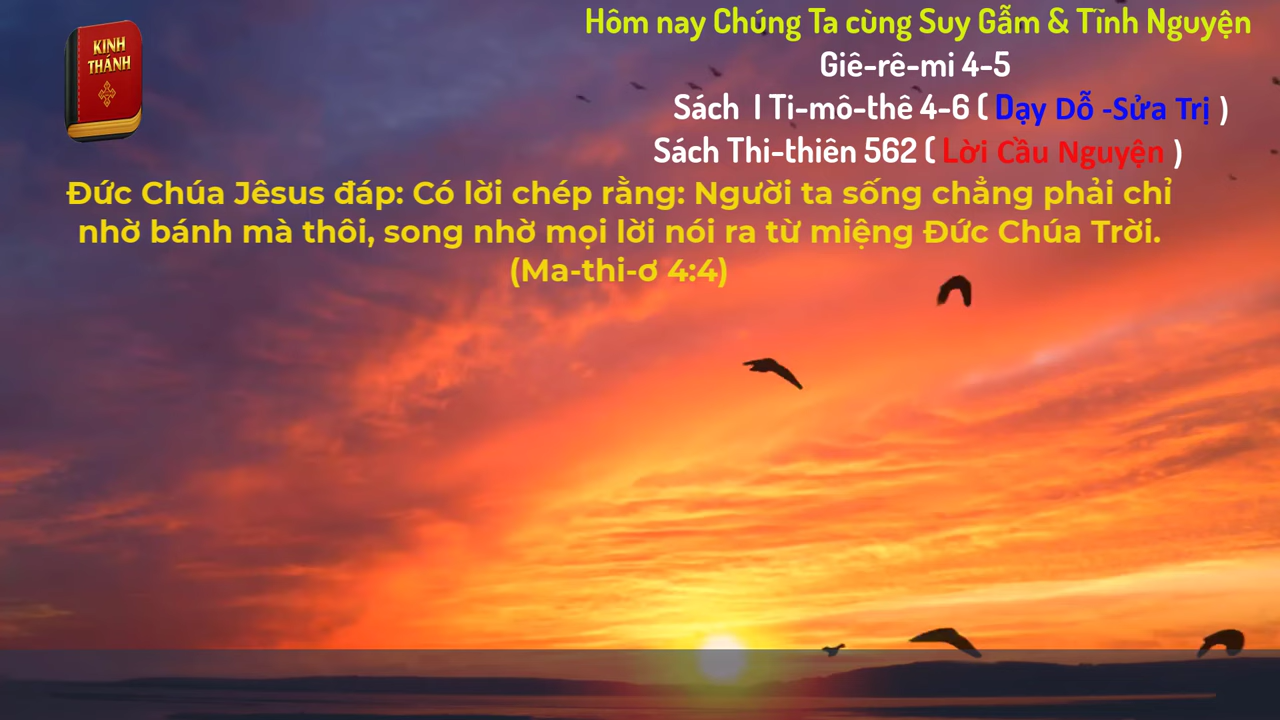 KINH
THÁNH
Hôm nay Chúng Ta cùng Suy Gẫm & Tĩnh Nguyện
Giê-rê-mi 4-5
Sách I Ti-mô-thê 4-6 ( Dạy Dỗ -Sửa Trị )
Sách Thi-thiên 562 ( Lời Cầu Nguyện )
Đức Chúa Jêsus đáp: Có lời chép rằng: Người ta sống chẳng phải chỉ
nhờ bánh mà thôi, song nhờ mọi lời nói ra từ miệng Đức Chúa Trời.
(Ma-thi-ơ 4:4)